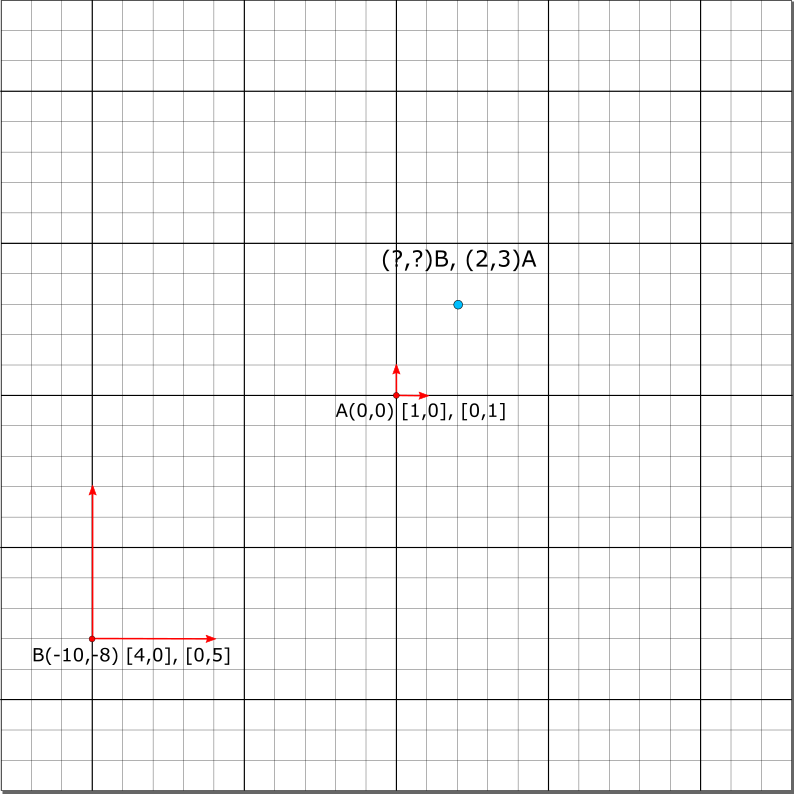 (?,?)B, (2,3)A
A(0,0) [1,0], [0,1]
B(-10,-8) [4,0], [0,5]